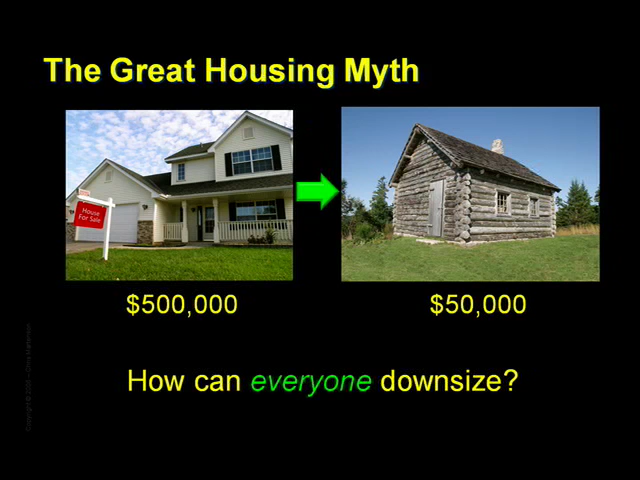 The Great Housing Myth
House
For Sale
$500,000
$50,000
How can everyone downsize?